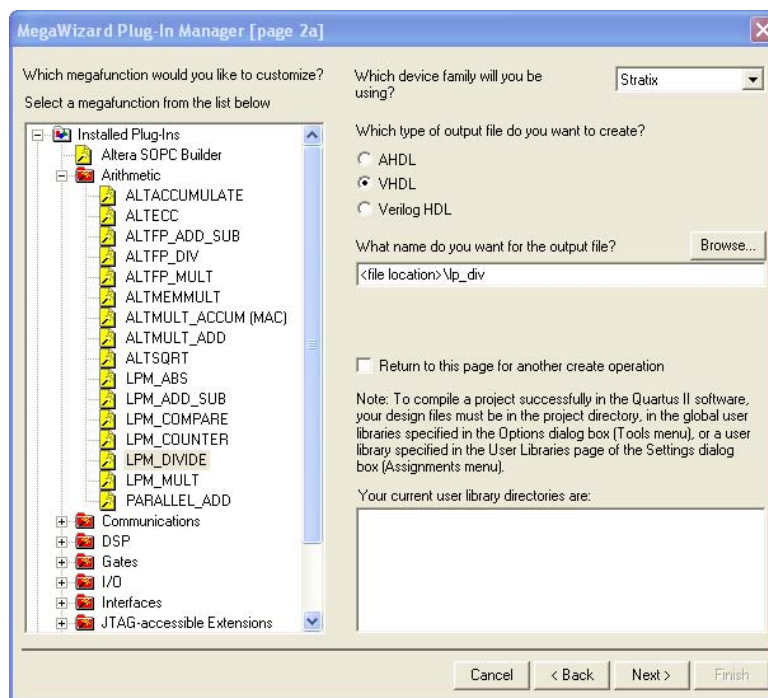 MegaWizard Plug-In Manager [page 2a]
Which megafunction would you like to customize?
Select a megafunction from the list below
Installed Plug-Ins
Altera SOPC Builder
Arithmetic
ALTACCUMULATE
ALTECC
ALTFP_ADD_SUB
ALTFP_DIV
ALTFP_MULT
ALTMEMMULT
ALTMULT_ACCUM (MAC)
ALTMULT_ADD
ALTSQRT
LPM_ABS
LPM_ADD_SUB
LPM_COMPARE
LPM_COUNTER
LPM_DIVIDE
LPM_MULT
PARALLEL_ADD
Communications
DSP
Gates
I/O
Interfaces
JTAG-accessible Extensions
Which device family will you be
using?
Stratix
Which type of output file do you want to create?
AHDL
VHDL
Verilog HDL
What name do you want for the output file?
Browse...
<file location>\lp_div
Return to this page for another create operation
Note: To compile a project successfully in the Quartus II software,
your design files must be in the project directory, in the global user
libraries specified in the Options dialog box (Tools menu), or a user
library specified in the User Libraries page of the Settings dialog
box (Assignments menu).
Your current user library directories are:
Cancel
< Back
Next >
Finish